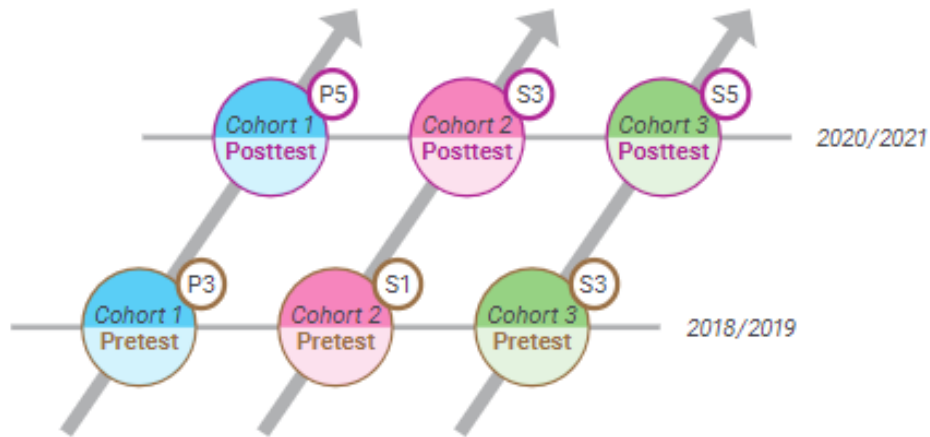 P5
Cohort 1
Posttest
S3
Cohort 2
Posttest
S5
Cohort 3
Posttest
2020/2021
P3
Cohort 1
Pretest
S1
Cohort 2
Pretest
S3
Cohort 3
Pretest
2018/2019